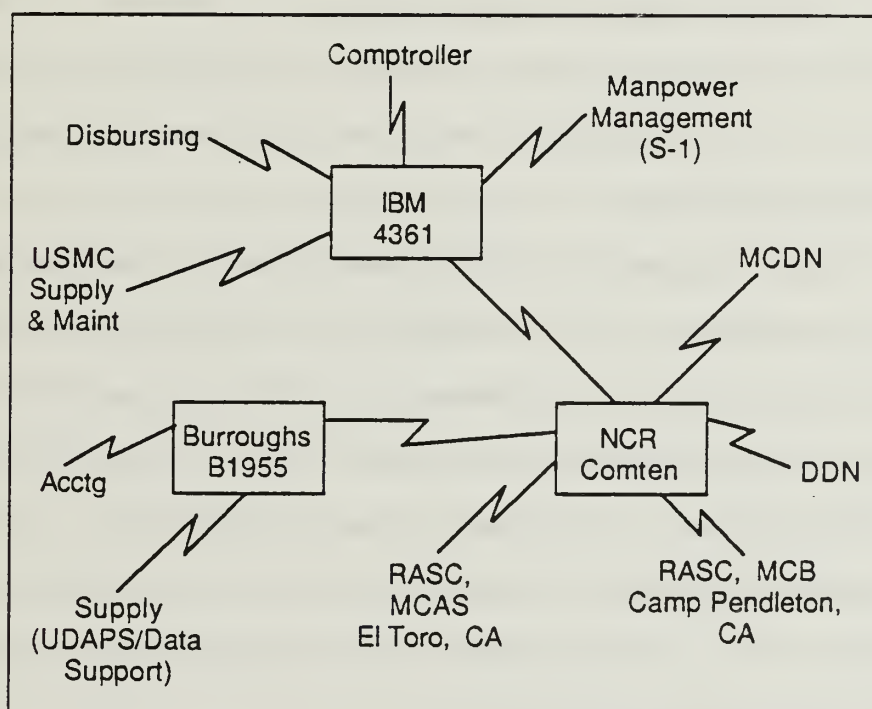 Comptroller
Manpower
Management
(S-1)
Disbursing
IBM
4361
USMC
Supply
& Maint
MCDN
Burroughs
B1955
NCR
Comten
Acctg
DDN
Supply
(UDAPS/Data
Support)
RASC,
MCAS
El Toro, CA
RASC, MCB
Camp Pendleton,
CA